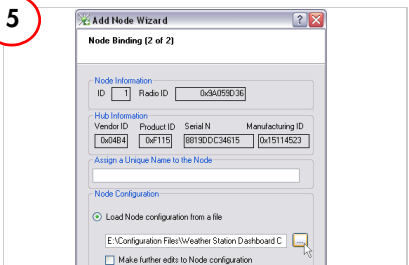 5
Add Node Wizard
Node Binding (2 of 2)
Node Information
ID 1 Radio ID 0x9A059D36
Hub Information
Vendor ID Product ID Serial N Manufacturing ID
0x04B4 0xF115 8819DDC34615 0x15114523
Assign a Unique Name to the Node
Node Configuration
Load Node configuration from a file
E:\Configuration Files\Weather Station Dashboard C ...
Make further edits to Node configuration